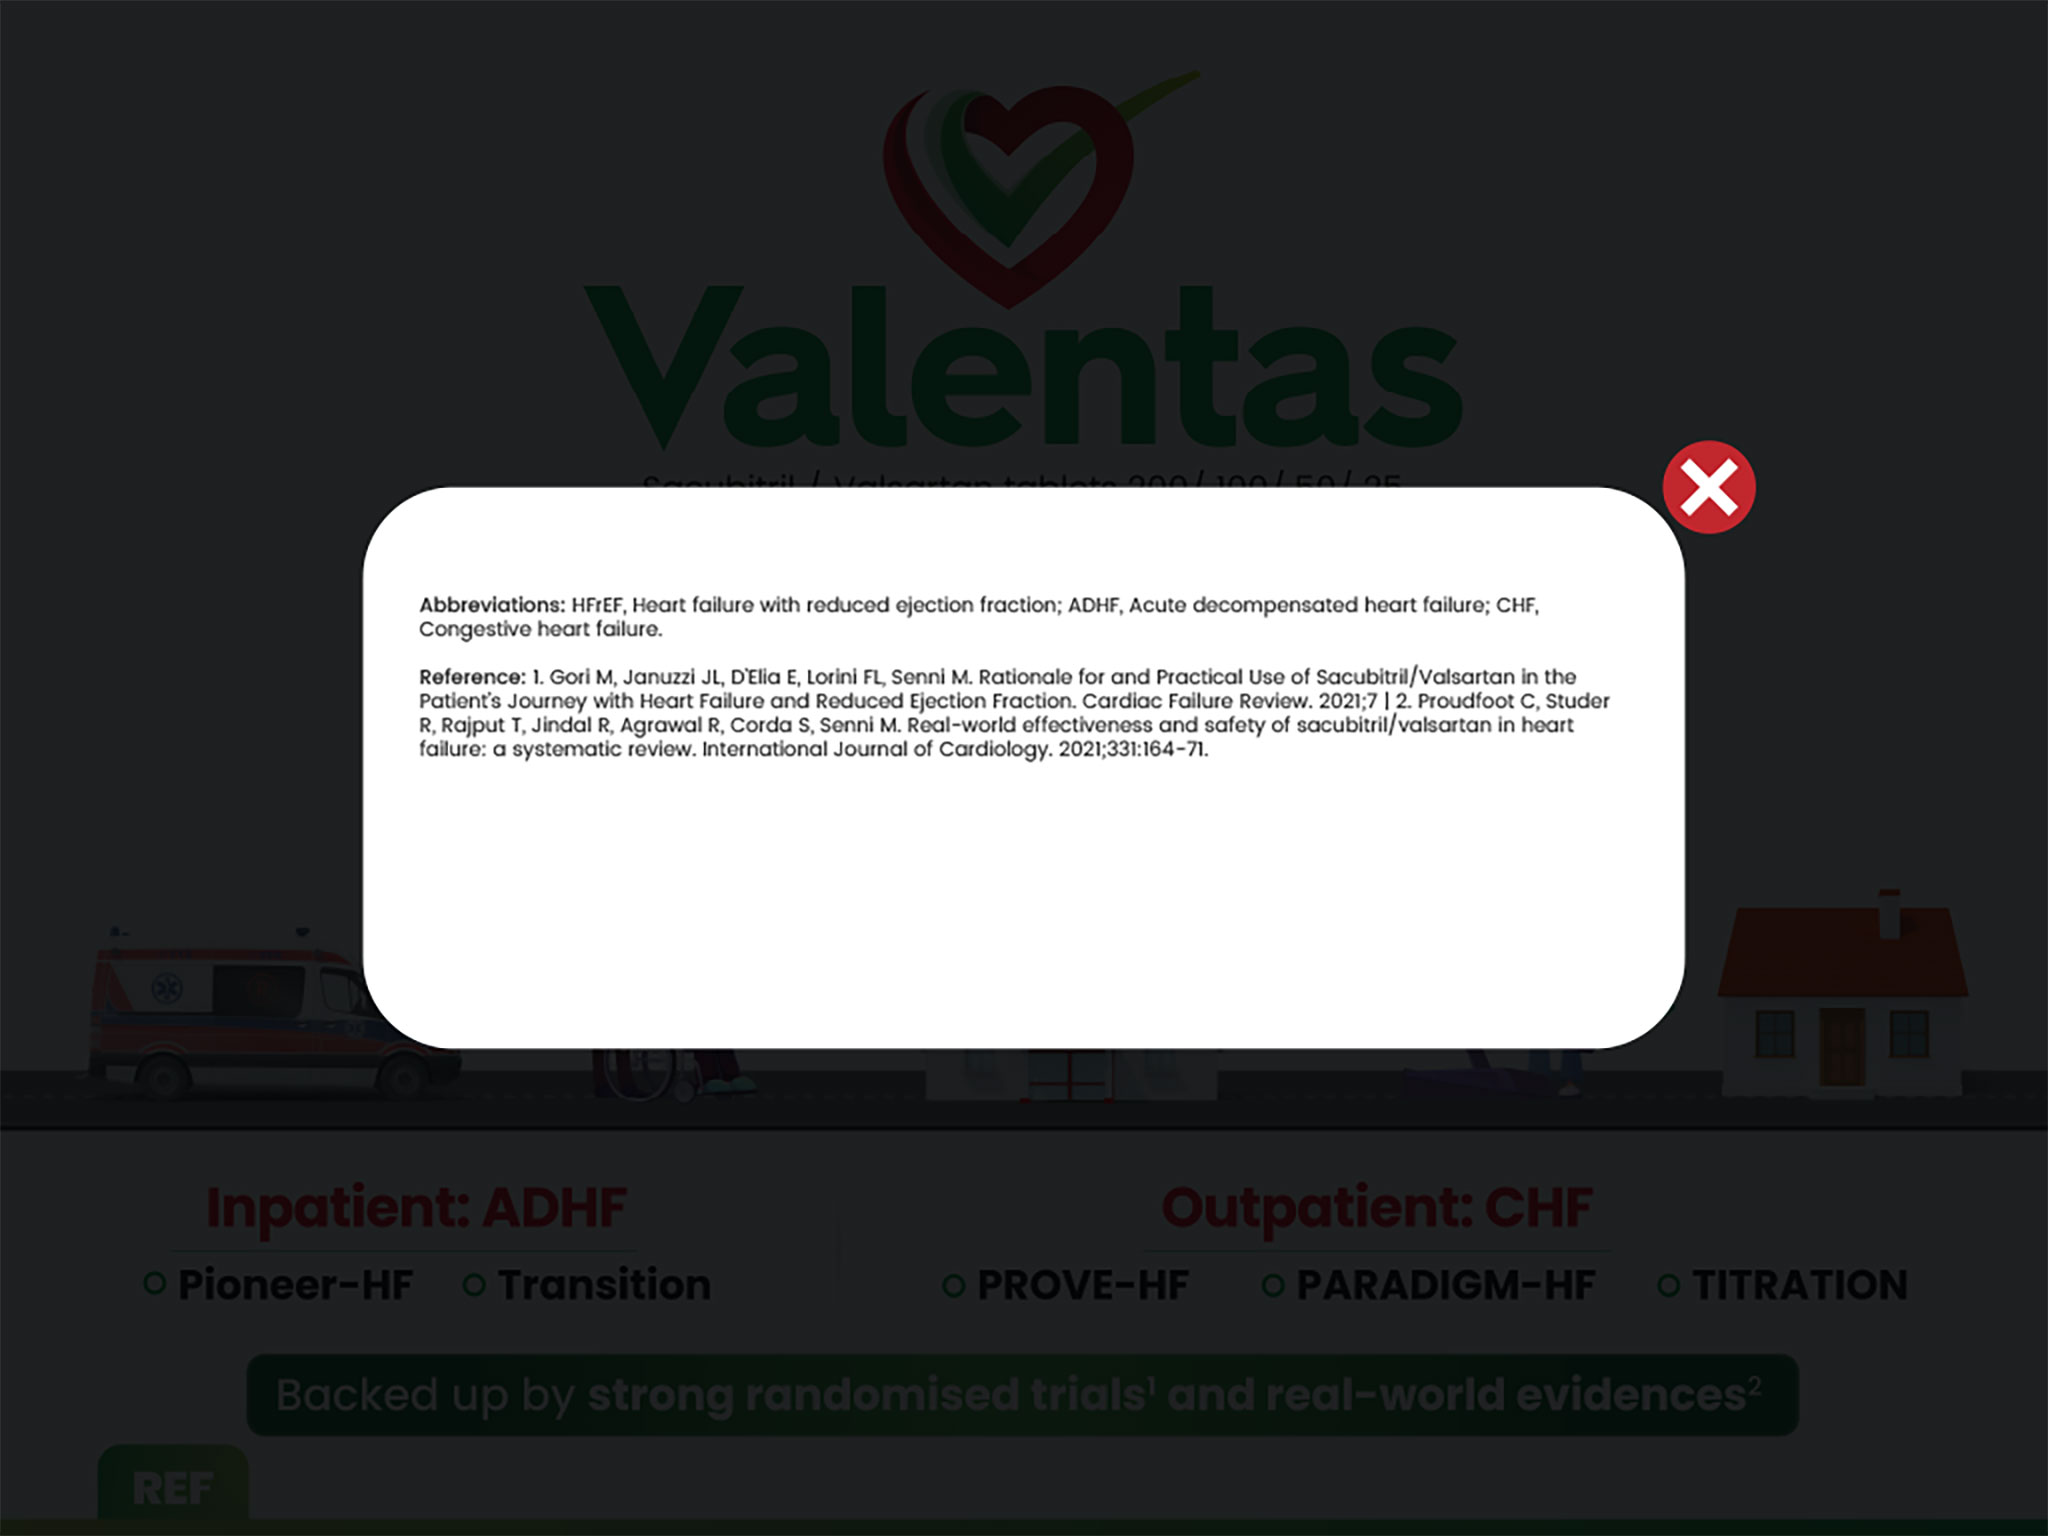 Valentas
Sacubitril / Valsartan tablets 200/ 100/ 50/ 25
Abbreviations: HFrEF, Heart failure with reduced ejection fraction; ADHF, Acute decompensated heart failure; CHF,
Congestive heart failure.
Reference: 1. Gori M, Januzzi JL, D'Elia E, Lorini FL, Senni M. Rationale for and Practical Use of Sacubitril/Valsartan in the
Patient's Journey with Heart Failure and Reduced Ejection Fraction. Cardiac Failure Review. 2021;7 | 2. Proudfoot C, Studer
R, Rajput T, Jindal R, Agrawal R, Corda S, Senni M. Real-world effectiveness and safety of sacubitril/valsartan in heart
failure: a systematic review. International Journal of Cardiology. 2021;331:164-71.
Inpatient: ADHF
Pioneer-HF
Transition
Outpatient: CHF
PROVE-HF
PARADIGM-HF
TITRATION
Backed up by strong randomised trials¹ and real-world evidences²
REF